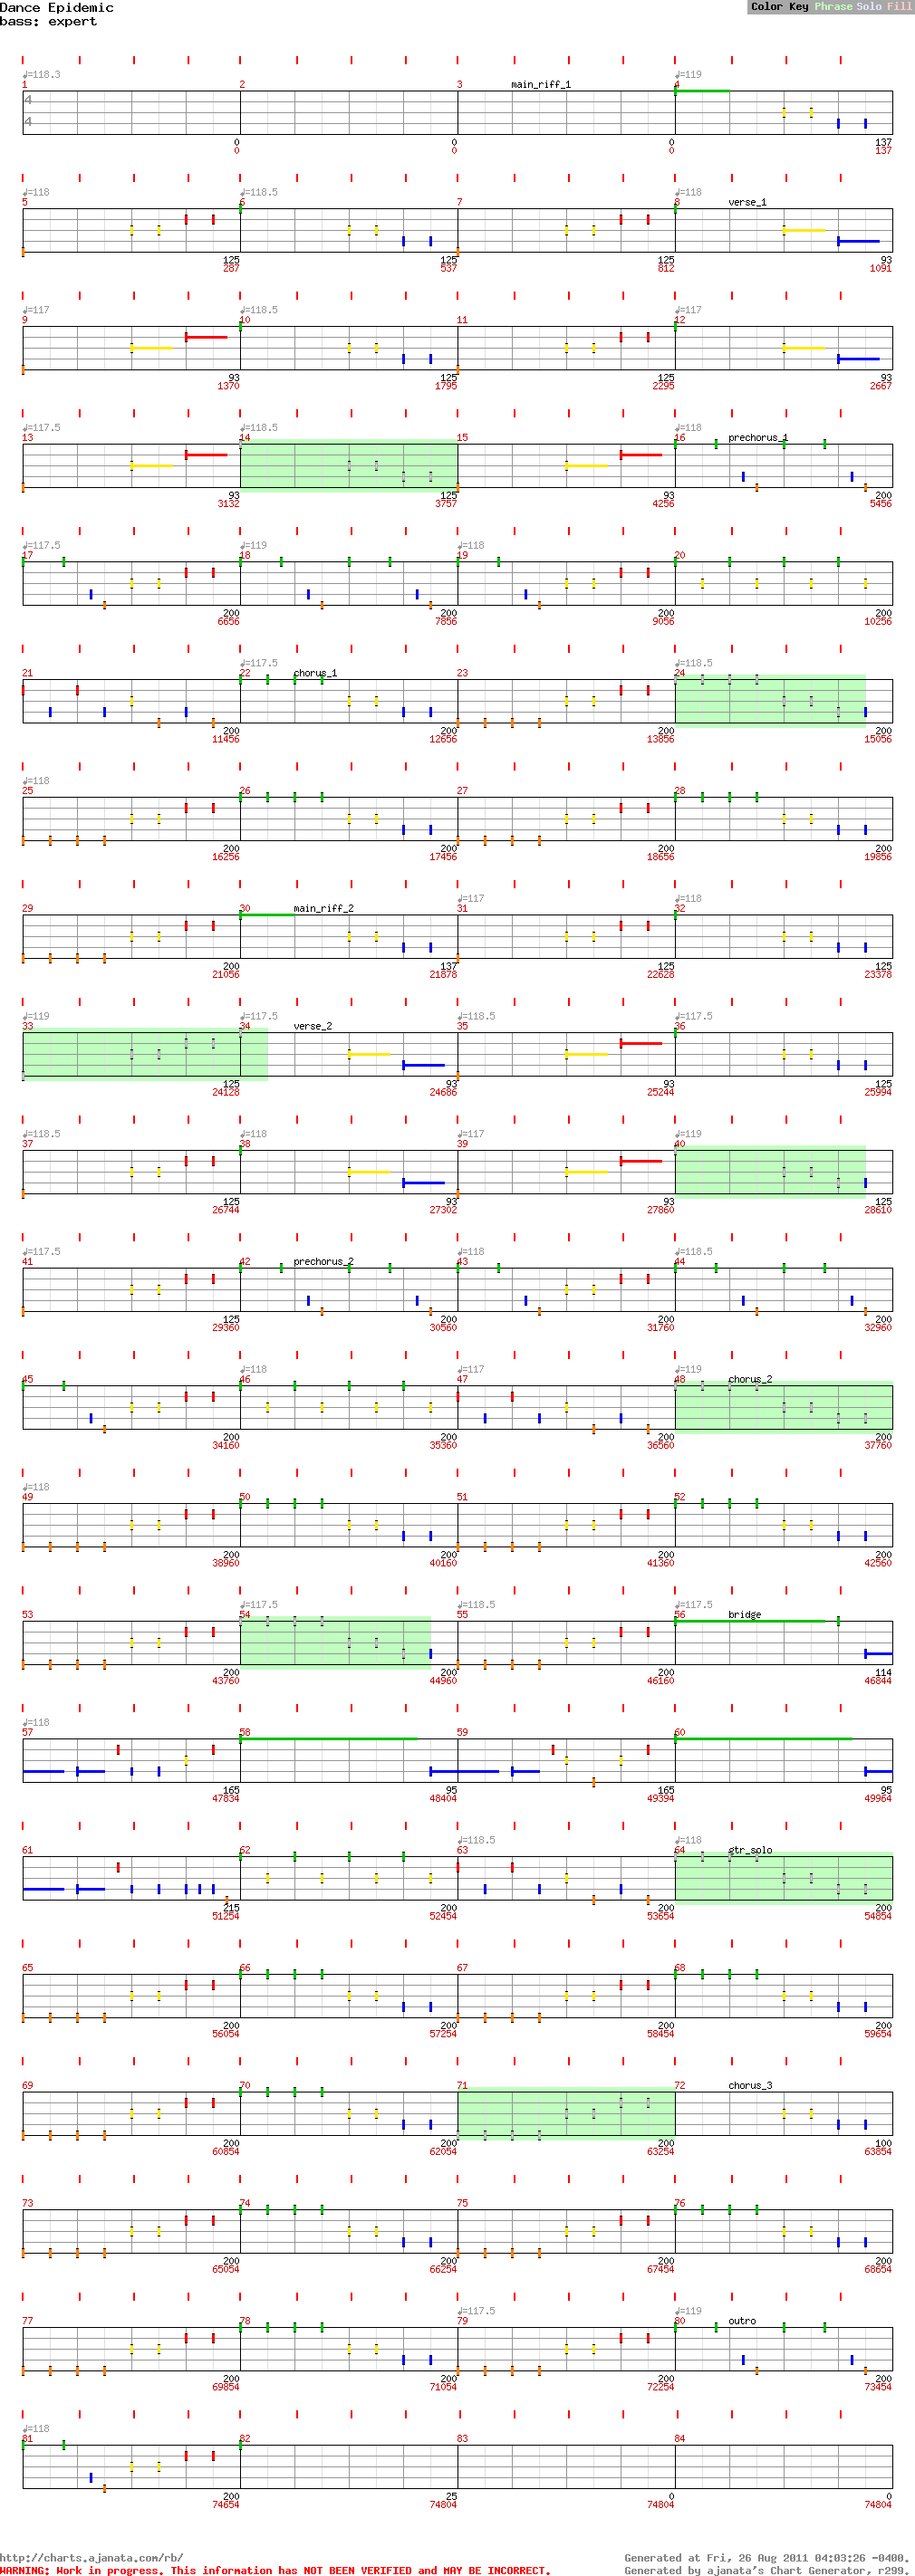 Dance Epidemic
bass: expert
Color Key Phrase Solo Fill
♩=118.3 ♩=119
1 2 3 main_riff_1 4
4
4
0 0 0 137
0 0 0 137
♩=118 ♩=118.5 ♩=118
5 6 7 8 verse_1
125 125 125 93
287 537 812 1091
♩=117 ♩=118.5 ♩=117
9 10 11 12
93 125 125 93
1370 1795 2295 2667
♩=117.5 ♩=118.5 ♩=118
13 14 15 16 prechorus_1
93 125 93 200
3132 3757 4256 5456
♩=117.5 ♩=119 ♩=118
17 18 19 20
200 200 200 200
6656 7856 9056 10256
♩=117.5 ♩=118.5
21 22 chorus_1 23 24
200 200 200 200
11456 12656 13856 15056
♩=118
25 26 27 28
200 200 200 200
16256 17456 18656 19856
♩=117 ♩=118
29 30 main_riff_2 31 32
200 137 125 125
21056 21878 22628 23378
♩=119 ♩=117.5 ♩=118.5 ♩=117.5
33 34 verse_2 35 36
125 93 93 125
24128 24686 25244 25994
♩=118.5 ♩=118 ♩=117 ♩=119
37 38 39 40
125 93 93 125
26744 27302 27860 28610
♩=117.5 ♩=118 ♩=118.5
41 42 prechorus_2 43 44
125 200 200 200
29360 30560 31760 32960
♩=118 ♩=117 ♩=119
45 46 47 48 chorus_2
200 200 200 200
34160 35360 36560 37760
♩=118
49 50 51 52
200 200 200 200
38960 40160 41360 42560
♩=117.5 ♩=118.5 ♩=117.5
53 54 55 56 bridge
200 200 200 114
43760 44960 46160 46844
♩=118
57 58 59 60
165 95 165 95
47834 48404 49394 49964
♩=118.5 ♩=118
61 62 63 64 gtr_solo
215 200 200 200
51254 52454 53654 54854
65 66 67 68
200 200 200 200
56054 57254 58454 59654
69 70 71 72 chorus_3
200 200 200 100
60854 62054 63254 63854
73 74 75 76
200 200 200 200
65054 66254 67454 68654
♩=117.5 ♩=119
77 78 79 80 outro
200 200 200 200
69854 71054 72254 73454
♩=118
81 82 83 84
200 25 0 0
74654 74804 74804 74804
http://charts.ajanata.com/rb/ Generated at Fri, 26 Aug 2011 04:03:26 -0400.
WARNING: Work in progress. This information has NOT BEEN VERIFIED and MAY BE INCORRECT. Generated by ajanata's Chart Generator, r299.